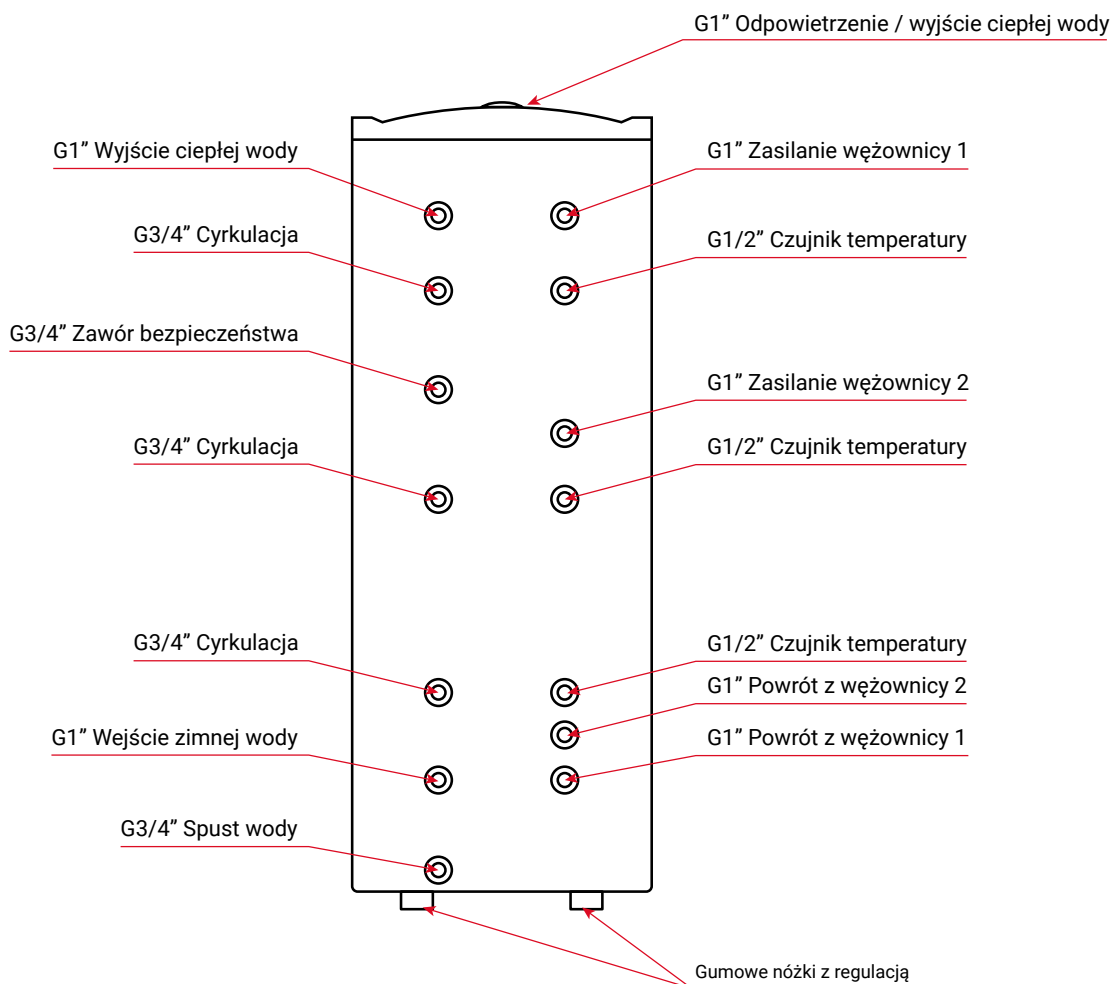 G1” Odpowietrzenie / wyjście ciepłej wody
G1” Wyjście ciepłej wody
G1” Zasilanie wężownicy 1
G3/4” Cyrkulacja
G1/2” Czujnik temperatury
G3/4” Zawór bezpieczeństwa
G1” Zasilanie wężownicy 2
G3/4” Cyrkulacja
G1/2” Czujnik temperatury
G3/4” Cyrkulacja
G1/2” Czujnik temperatury
G1” Powrót z wężownicy 2
G1” Wejście zimnej wody
G1” Powrót z wężownicy 1
G3/4” Spust wody
Gumowe nóżki z regulacją